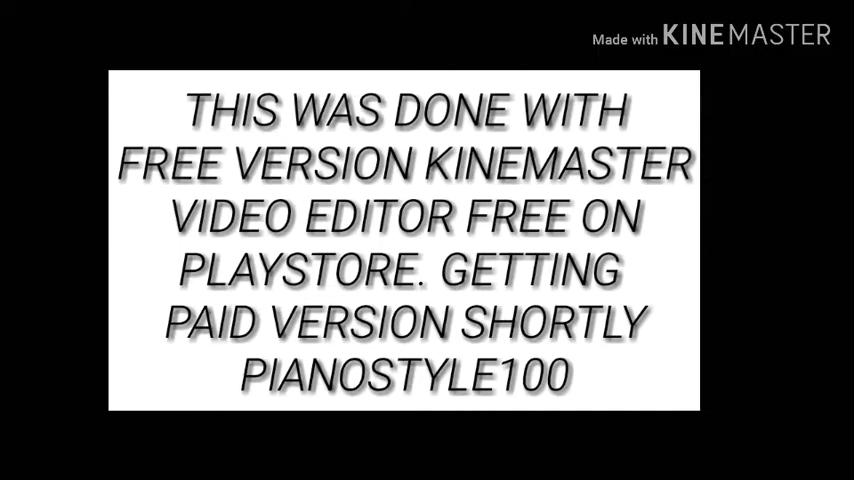 Made with KINEMASTER
THIS WAS DONE WITH
FREE VERSION KINEMASTER
VIDEO EDITOR FREE ON
PLAYSTORE. GETTING
PAID VERSION SHORTLY
PIANOSTYLE100